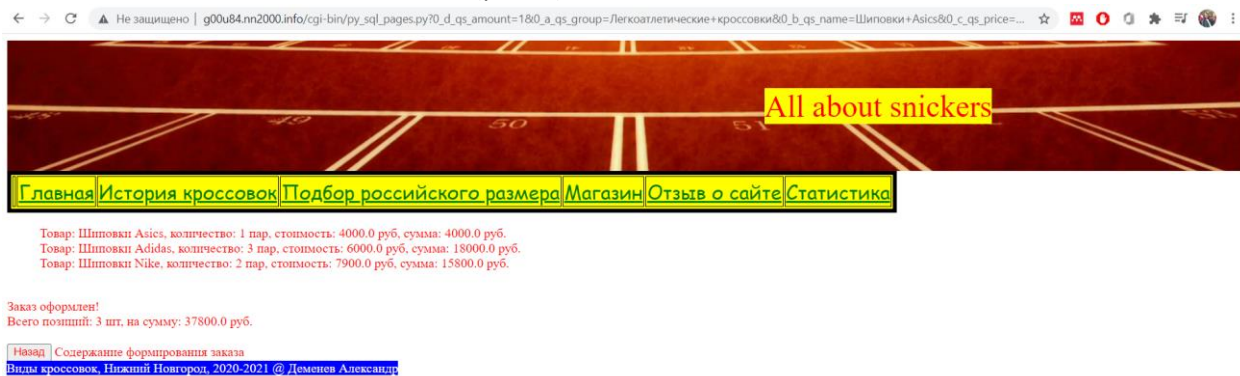 Не защищено | g00u84.nn2000.info/cgi-bin/py_sql_pages.py?0_d_qs_amount=1&0_a_qs_group=Легкоатлетические+кроссовки&0_b_qs_name=Шиповки+Asics&0_c_qs_price=...
All about snickers
49 50 51
Главная История кроссовок Подбор российского размера Магазин Отзыв о сайте Статистика
Товар: Шиповки Asics, количество: 1 пар, стоимость: 4000.0 руб, сумма: 4000.0 руб.
Товар: Шиповки Adidas, количество: 3 пар, стоимость: 6000.0 руб, сумма: 18000.0 руб.
Товар: Шиповки Nike, количество: 2 пар, стоимость: 7900.0 руб, сумма: 15800.0 руб.
Заказ оформлен!
Всего позиций: 3 шт, на сумму: 37800.0 руб.
Назад Содержание формирования заказа
Виды кроссовок, Нижний Новгород, 2020-2021 @ Деменев Александр